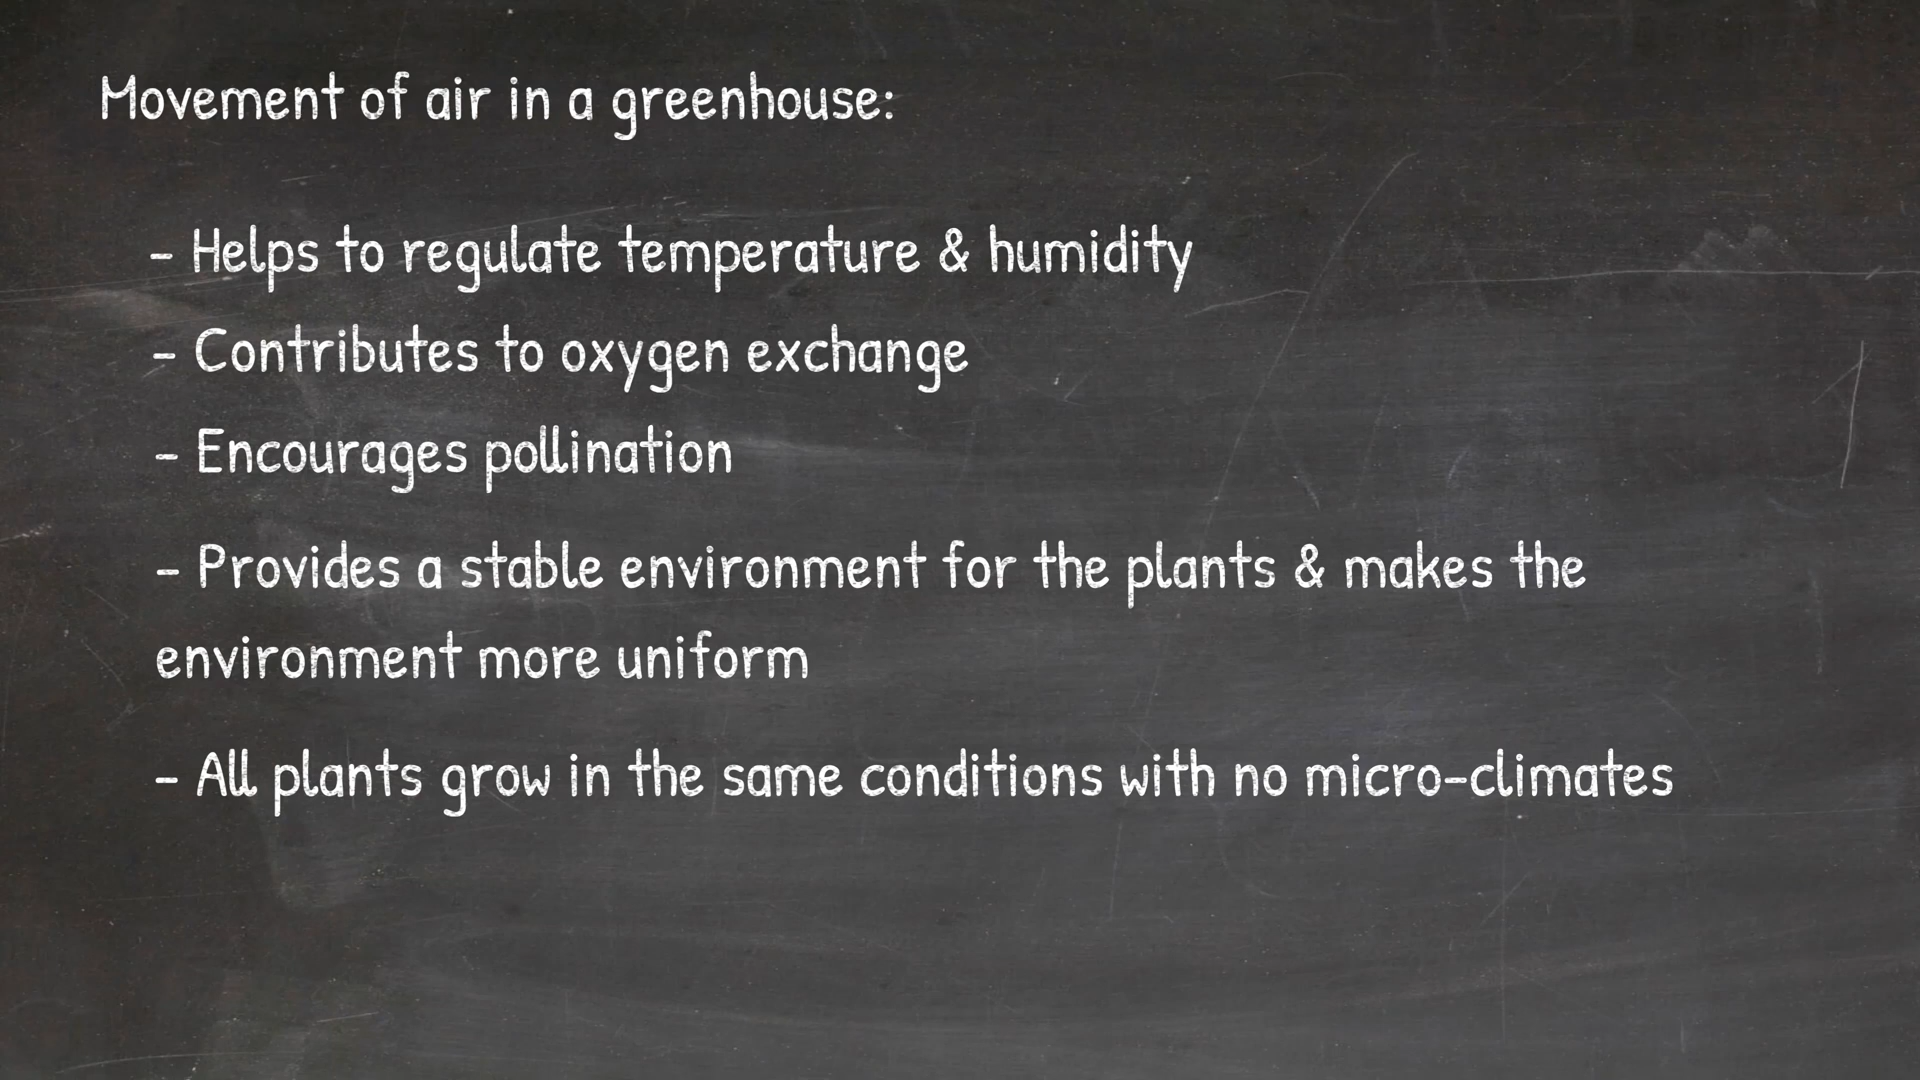 Movement of air in a greenhouse:
- Helps to regulate temperature & humidity
- Contributes to oxygen exchange
- Encourages pollination
- Provides a stable environment for the plants & makes the
environment more uniform
- All plants grow in the same conditions with no micro-climates